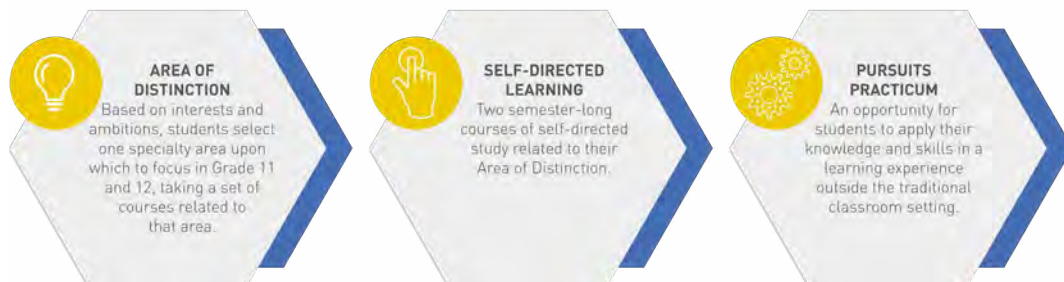 AREA OF
DISTINCTION
Based on interests and
ambitions, students select
one specialty area upon
which to focus in Grade 11
and 12, taking a set of
courses related to
that area.
SELF-DIRECTED
LEARNING
Two semester-long
courses of self-directed
study related to their
Area of Distinction.
PURSUITS
PRACTICUM
An opportunity for
students to apply their
knowledge and skills in a
learning experience
outside the traditional
classroom setting.